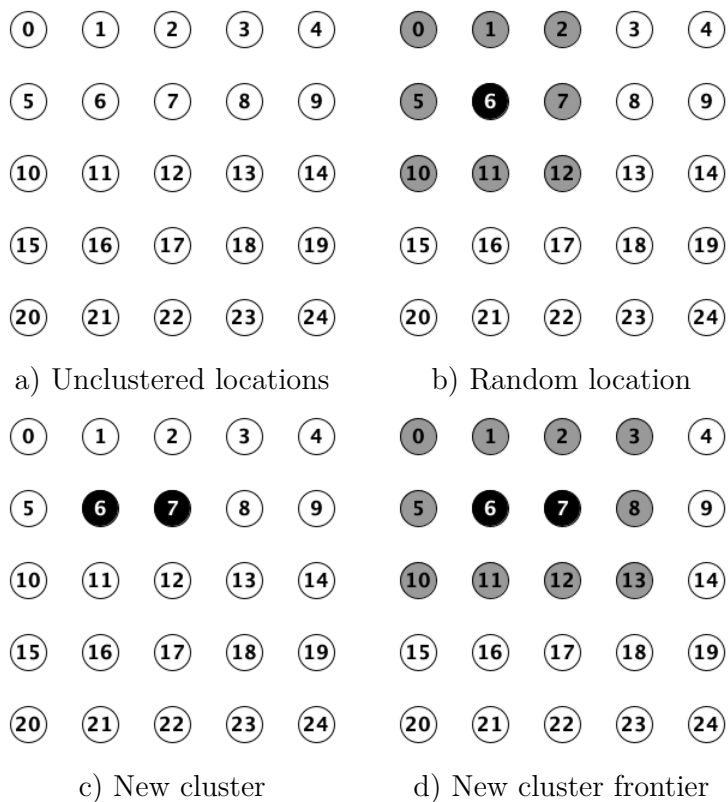 0 1 2 3 4 0 1 2 3 4
5 6 7 8 9 5 6 7 8 9
10 11 12 13 14 10 11 12 13 14
15 16 17 18 19 15 16 17 18 19
20 21 22 23 24 20 21 22 23 24
a) Unclustered locations b) Random location
0 1 2 3 4 0 1 2 3 4
5 6 7 8 9 5 6 7 8 9
10 11 12 13 14 10 11 12 13 14
15 16 17 18 19 15 16 17 18 19
20 21 22 23 24 20 21 22 23 24
c) New cluster d) New cluster frontier